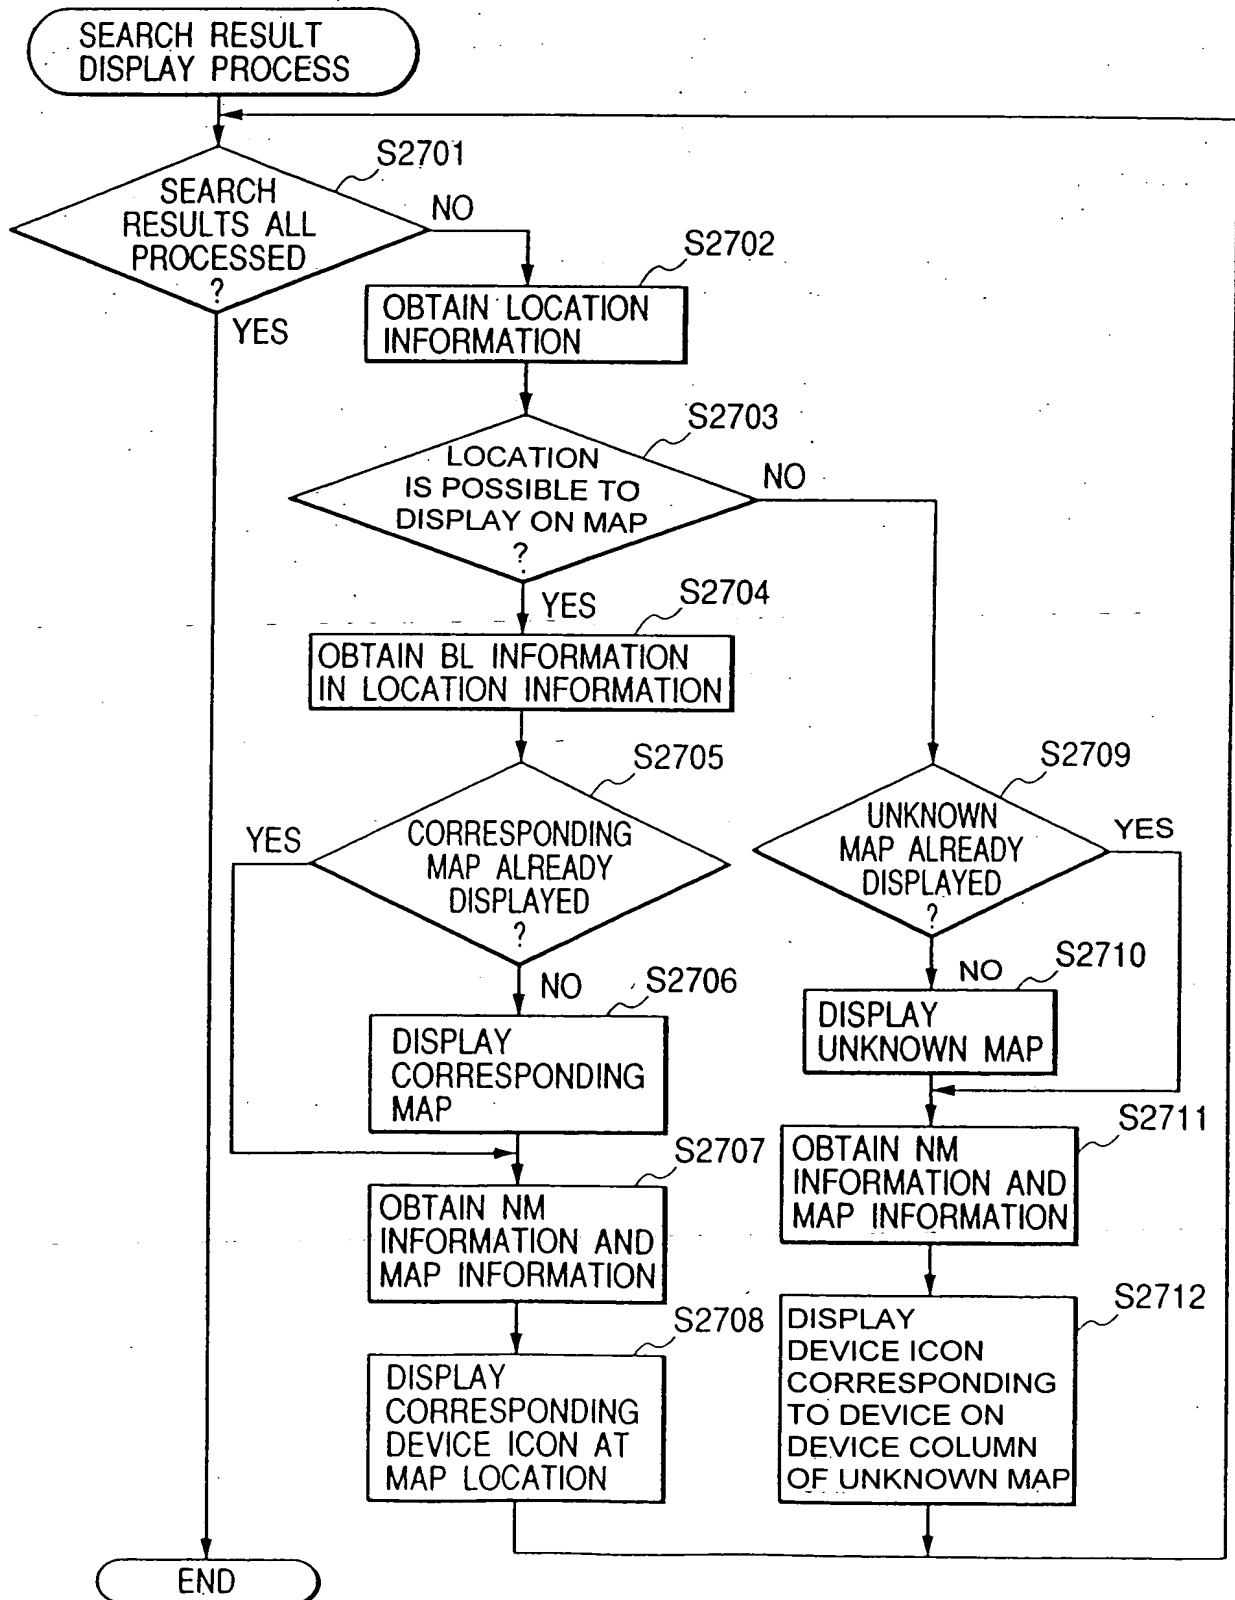 SEARCH RESULT
DISPLAY PROCESS
S2701
SEARCH
RESULTS ALL
PROCESSED
?
NO
YES
S2702
OBTAIN LOCATION
INFORMATION
S2703
LOCATION
IS POSSIBLE TO
DISPLAY ON MAP
?
NO
YES
S2704
OBTAIN BL INFORMATION
IN LOCATION INFORMATION
S2705
CORRESPONDING
MAP ALREADY
DISPLAYED
?
YES
NO
S2706
DISPLAY
CORRESPONDING
MAP
S2707
OBTAIN NM
INFORMATION AND
MAP INFORMATION
S2708
DISPLAY
CORRESPONDING
DEVICE ICON AT
MAP LOCATION
S2709
UNKNOWN
MAP ALREADY
DISPLAYED
?
YES
NO
S2710
DISPLAY
UNKNOWN MAP
S2711
OBTAIN NM
INFORMATION AND
MAP INFORMATION
S2712
DISPLAY
DEVICE ICON
CORRESPONDING
TO DEVICE ON
DEVICE COLUMN
OF UNKNOWN MAP
END